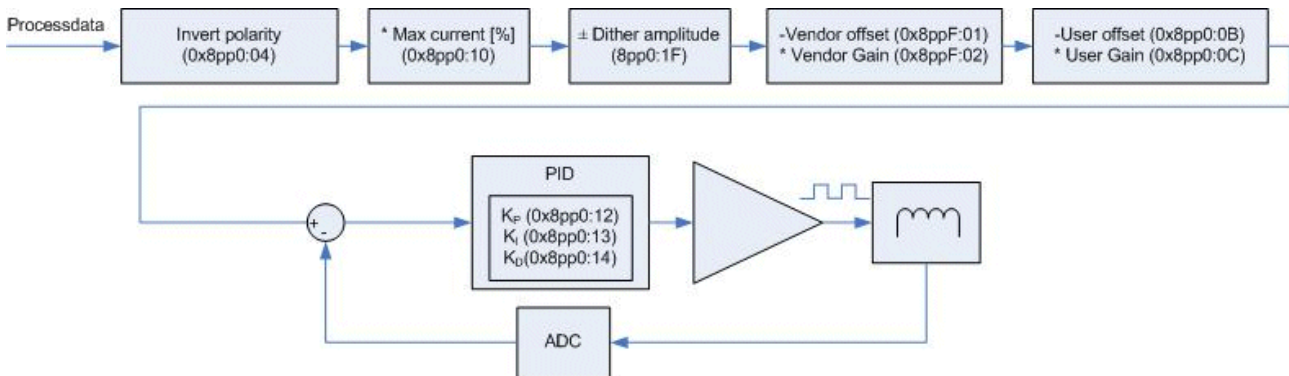 Processdata
Invert polarity
(0x8pp0:04)
* Max current [%]
(0x8pp0:10)
± Dither amplitude
(8pp0:1F)
-Vendor offset (0x8ppF:01)
* Vendor Gain (0x8ppF:02)
-User offset (0x8pp0:0B)
* User Gain (0x8pp0:0C)
+
-
PID
KP (0x8pp0:12)
KI (0x8pp0:13)
KD(0x8pp0:14)
ADC